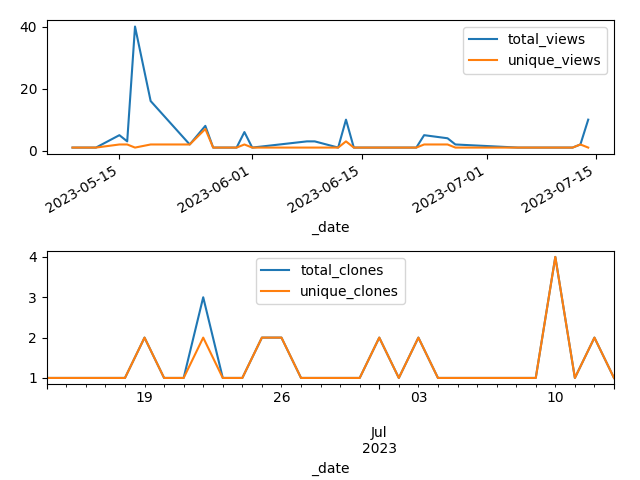 40
20
0
total_views
unique_views
2023-05-15
2023-06-01
2023-06-15
2023-07-01
2023-07-15
_date
4
3
2
1
total_clones
unique_clones
19
26
03
10
Jul
2023
_date